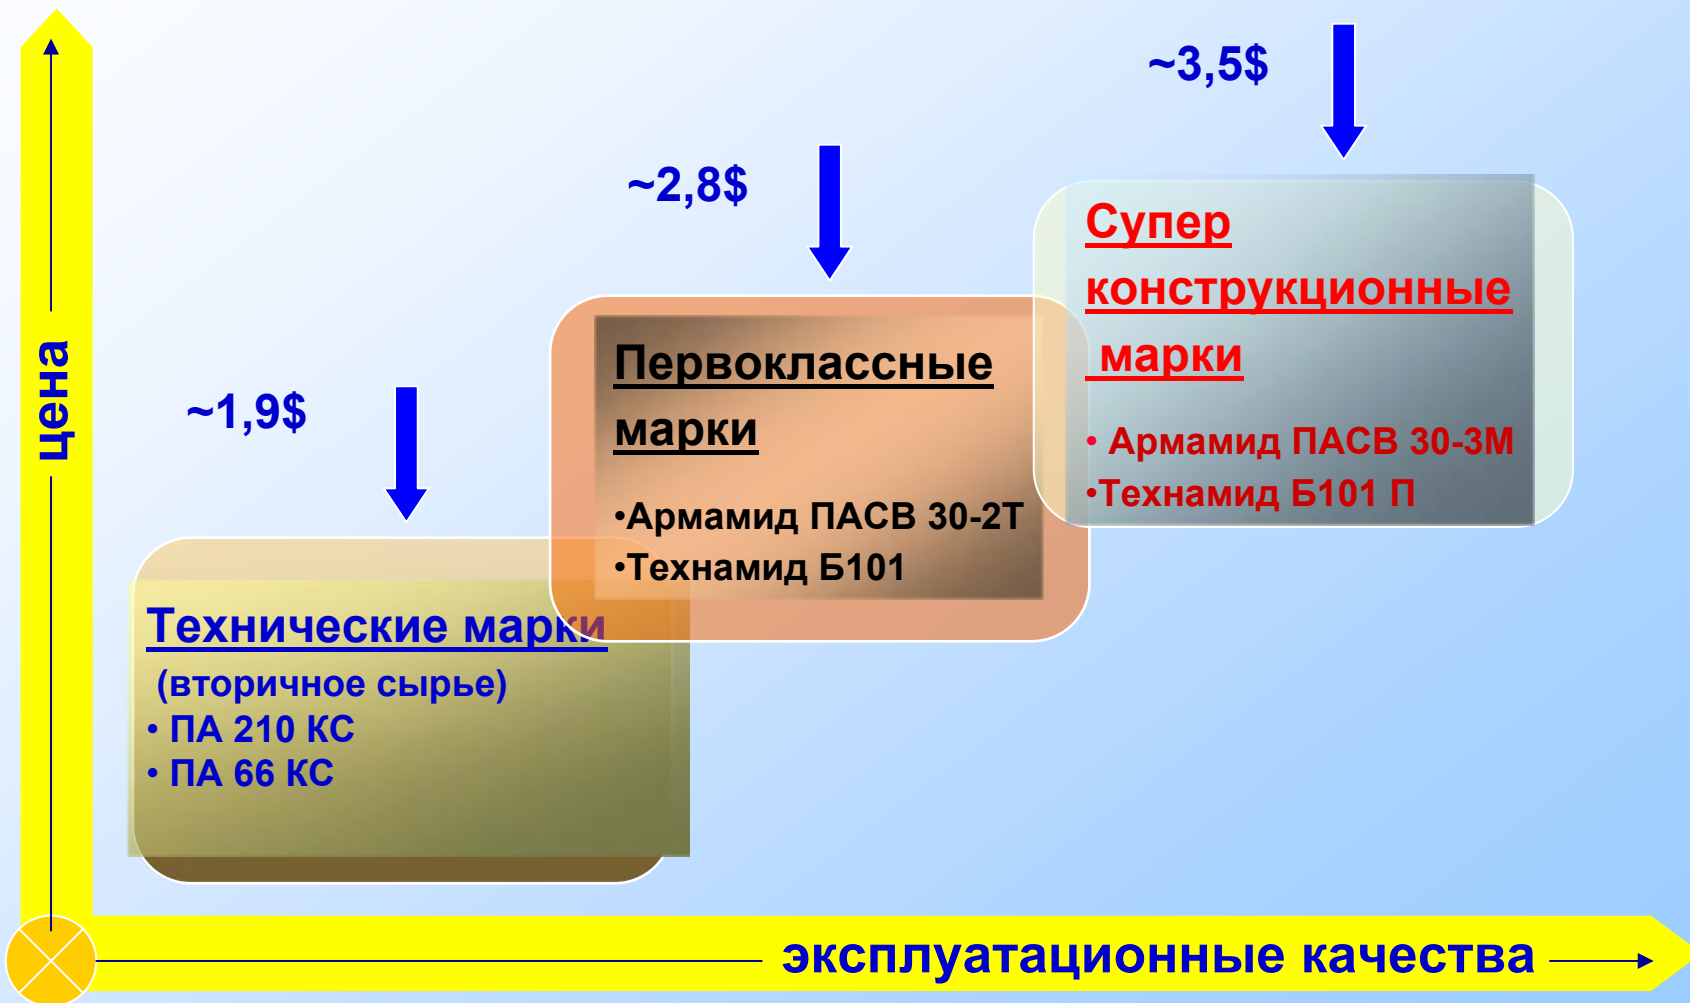 цена
~1,9$
Технические марки
(вторичное сырье)
• ПА 210 КС
• ПА 66 КС
~2,8$
Первоклассные
марки
•Армамид ПАСВ 30-2Т
•Технамид Б101
~3,5$
Супер
конструкционные
марки
• Армамид ПАСВ 30-3М
•Технамид Б101 П
эксплуатационные качества